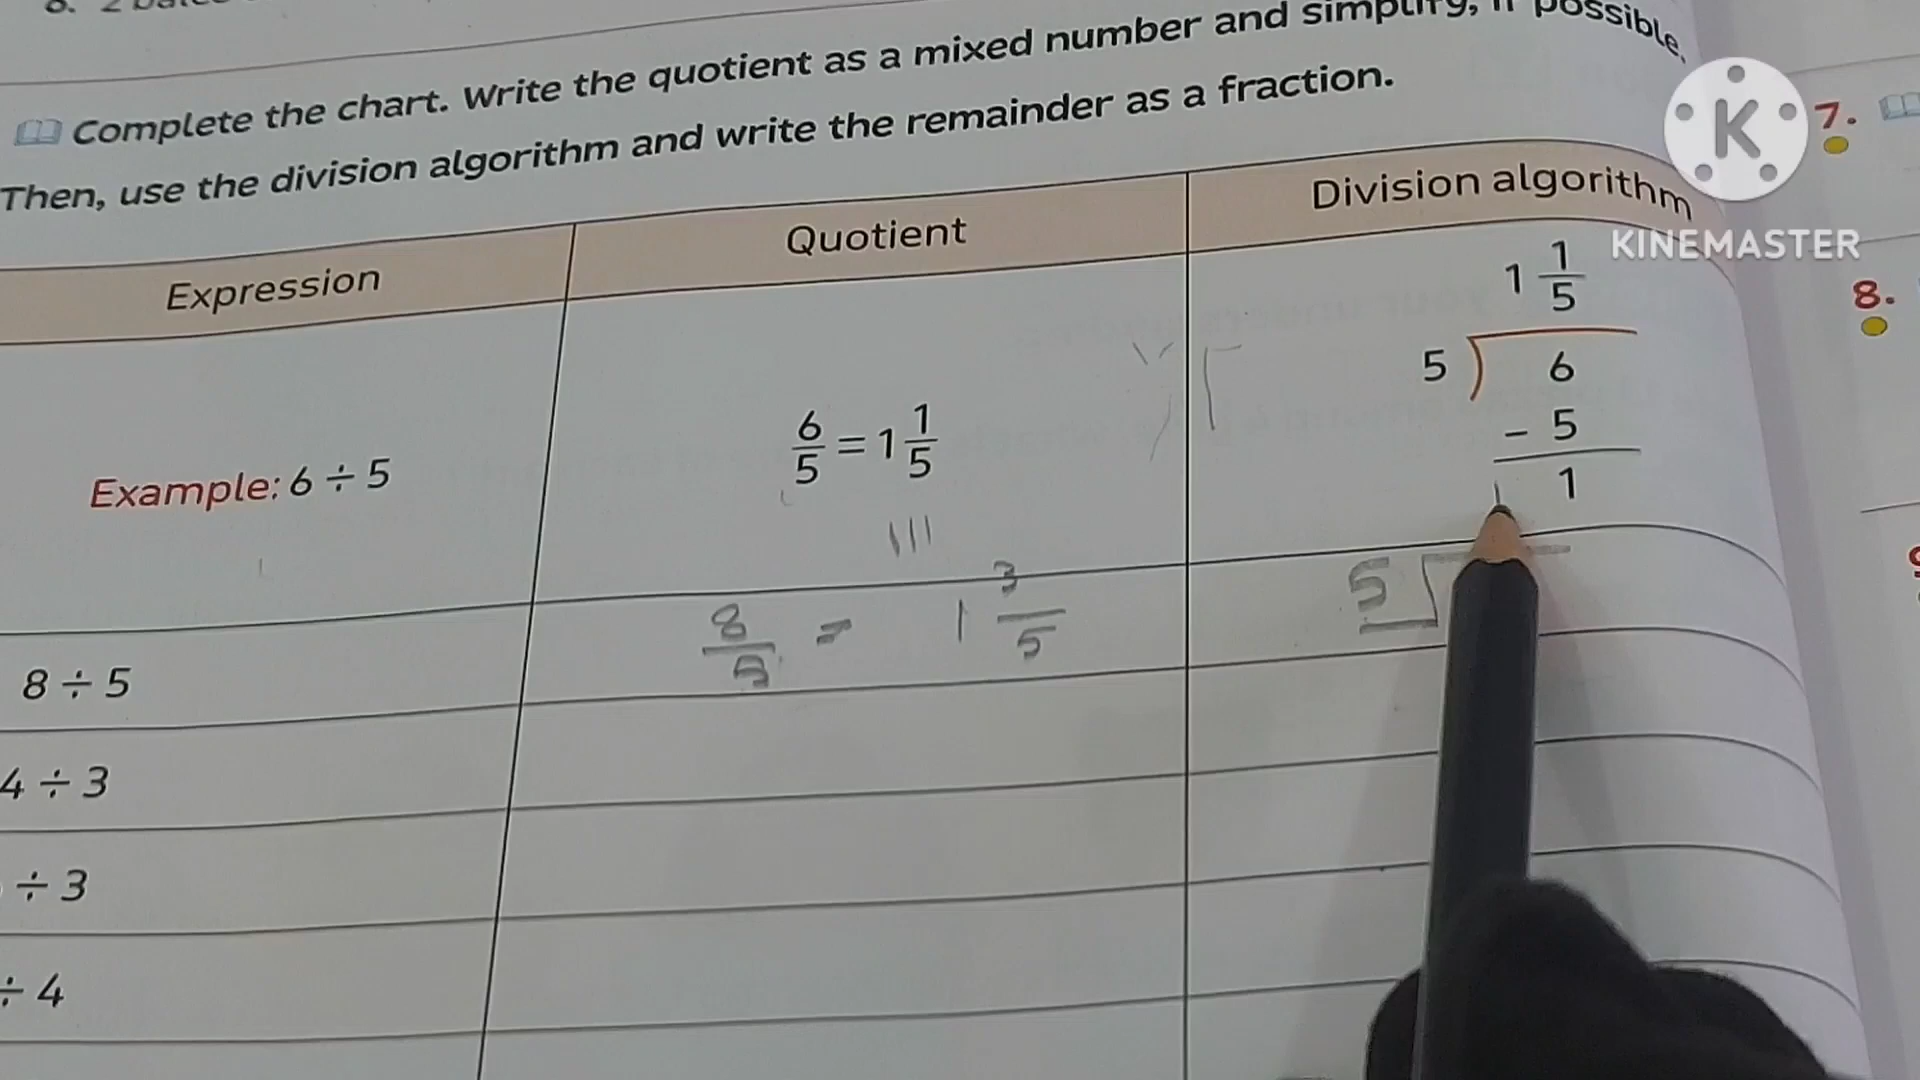 Complete the chart. Write the quotient as a mixed number and simplify, if possible,
Then, use the division algorithm and write the remainder as a fraction.
Expression Quotient Division algorithm
Example: 6 ÷ 5
6/5 = 1 1/5
1 1/5
5 ) 6
- 5
1
8 ÷ 5
8/5 = 1 3/5
5
4 ÷ 3
÷ 3
÷ 4
7.
8.
K
KINEMASTER